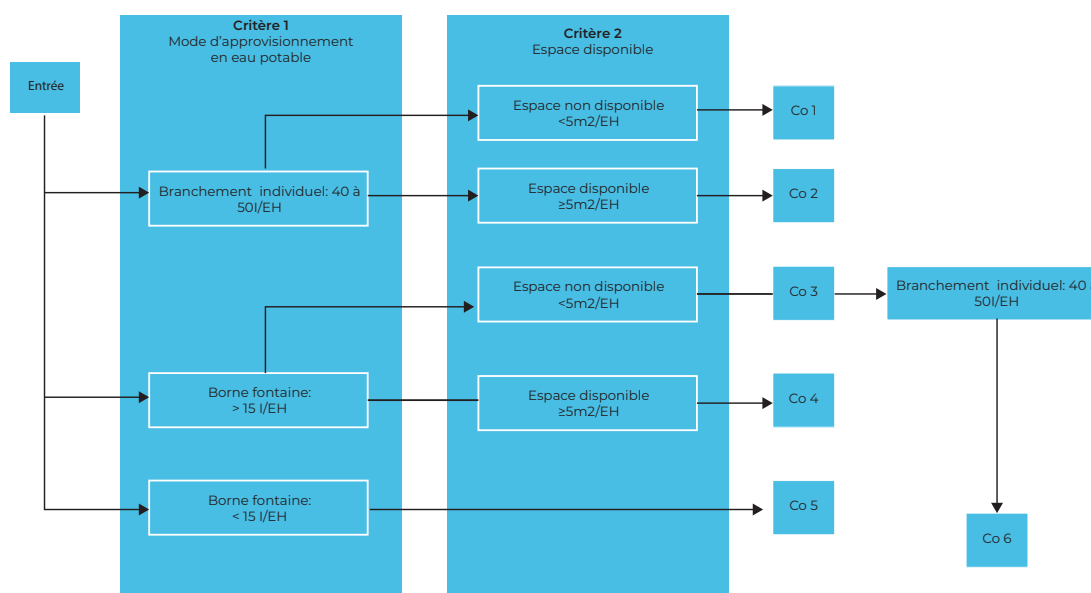 Entrée
Critère 1
Mode d'approvisionnement
en eau potable
Critère 2
Espace disponible
Espace non disponible
<5m2/EH
Co 1
Branchement individuel: 40 à
50l/EH
Espace disponible
≥5m2/EH
Co 2
Espace non disponible
<5m2/EH
Co 3
Branchement individuel: 40
50l/EH
Borne fontaine:
> 15 l/EH
Espace disponible
≥5m2/EH
Co 4
Borne fontaine:
< 15 l/EH
Co 5
Co 6